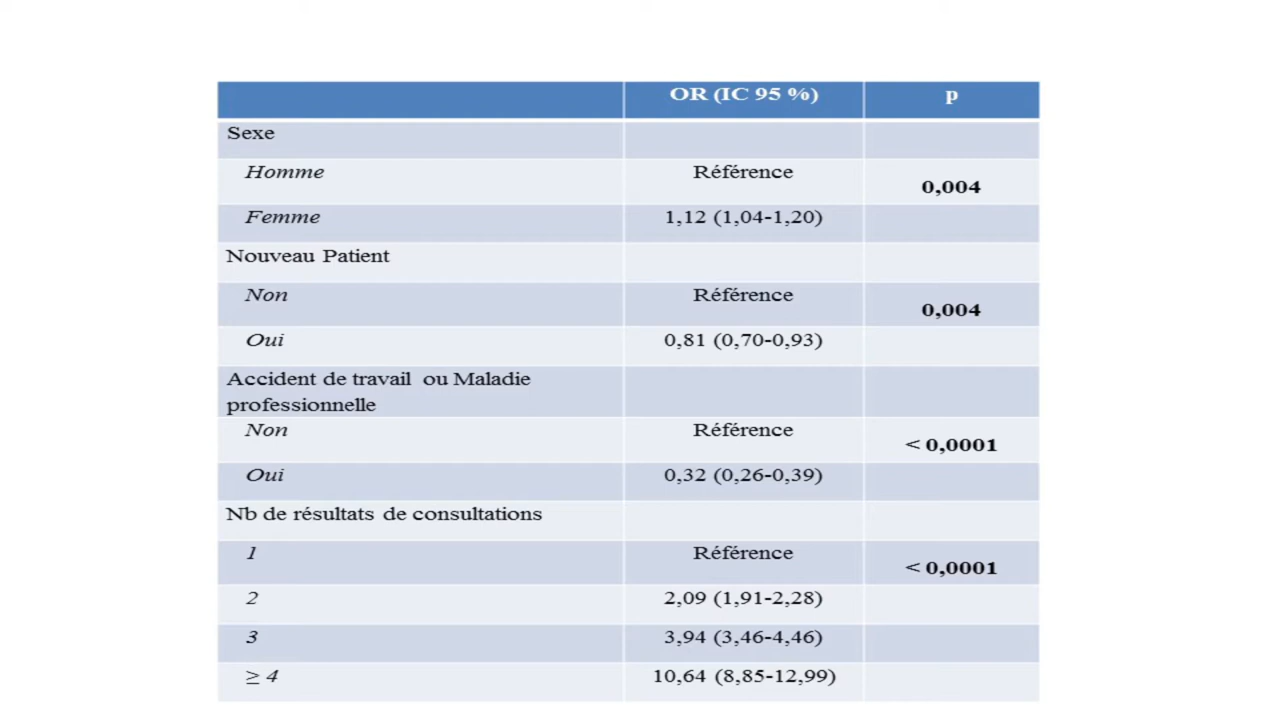 OR (IC 95 %) p
Sexe
Homme Référence 0,004
Femme 1,12 (1,04-1,20)
Nouveau Patient
Non Référence 0,004
Oui 0,81 (0,70-0,93)
Accident de travail ou Maladie
professionnelle
Non Référence < 0,0001
Oui 0,32 (0,26-0,39)
Nb de résultats de consultations
1 Référence < 0,0001
2 2,09 (1,91-2,28)
3 3,94 (3,46-4,46)
≥ 4 10,64 (8,85-12,99)